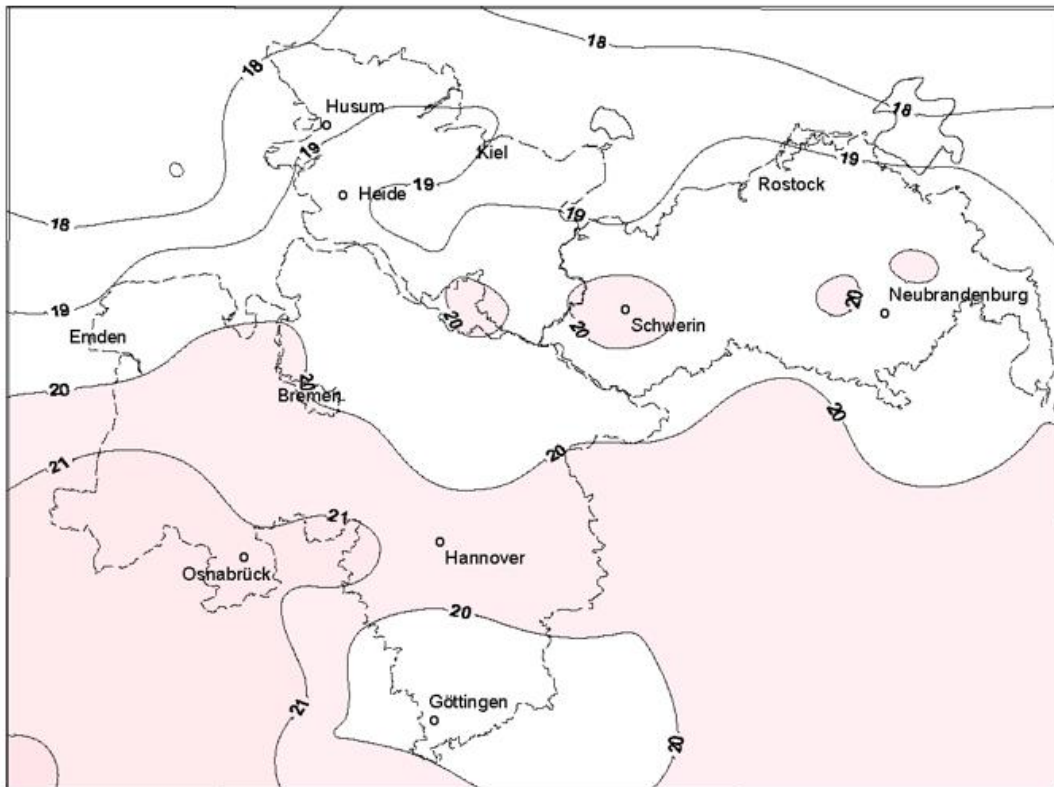 18
18
Husum
18
19
Kiel
19
Rostock
19
Heide
19
18
19
Neubrandenburg
20
20
Schwerin
20
Emden
20
20
Bremen
20
20
21
21
Hannover
Osnabrück
20
Göttingen
21
20